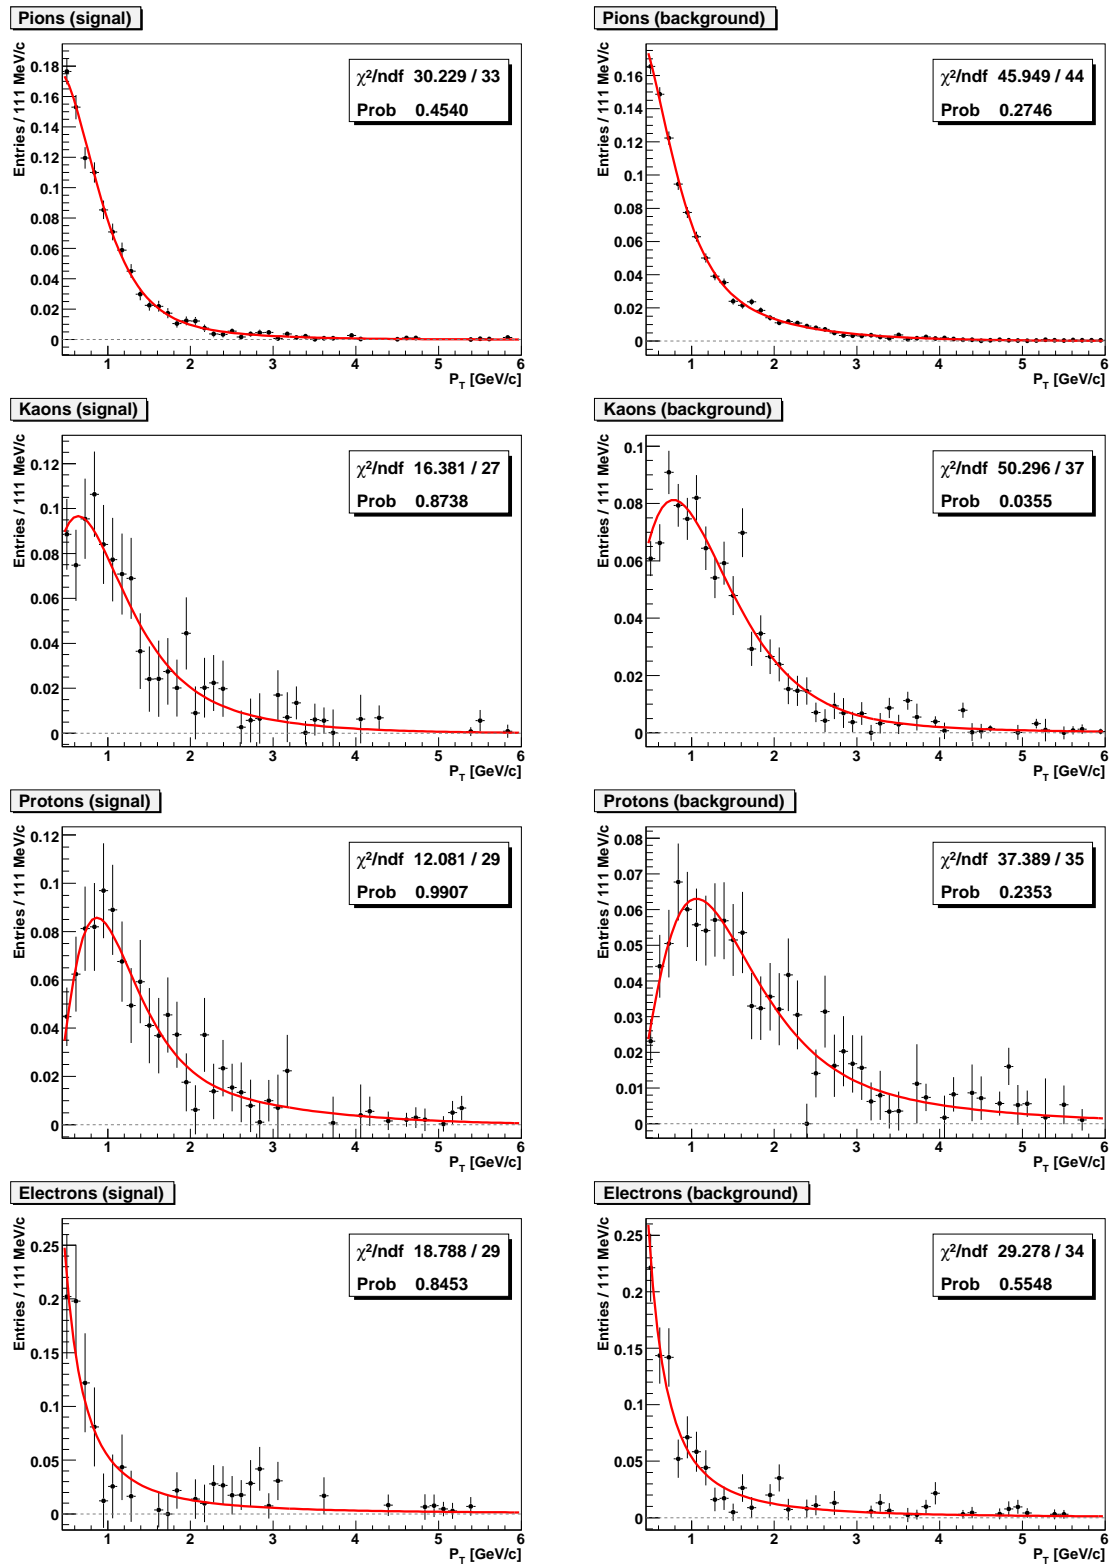 Pions (signal)
Entries / 111 MeV/c
0.18
0.16
0.14
0.12
0.1
0.08
0.06
0.04
0.02
0
χ²/ndf 30.229 / 33
Prob 0.4540
1 2 3 4 5 6
P_T [GeV/c]
Pions (background)
Entries / 111 MeV/c
0.16
0.14
0.12
0.1
0.08
0.06
0.04
0.02
0
χ²/ndf 45.949 / 44
Prob 0.2746
1 2 3 4 5 6
P_T [GeV/c]
Kaons (signal)
Entries / 111 MeV/c
0.12
0.1
0.08
0.06
0.04
0.02
0
χ²/ndf 16.381 / 27
Prob 0.8738
1 2 3 4 5 6
P_T [GeV/c]
Kaons (background)
Entries / 111 MeV/c
0.1
0.08
0.06
0.04
0.02
0
χ²/ndf 50.296 / 37
Prob 0.0355
1 2 3 4 5 6
P_T [GeV/c]
Protons (signal)
Entries / 111 MeV/c
0.12
0.1
0.08
0.06
0.04
0.02
0
χ²/ndf 12.081 / 29
Prob 0.9907
1 2 3 4 5 6
P_T [GeV/c]
Protons (background)
Entries / 111 MeV/c
0.08
0.07
0.06
0.05
0.04
0.03
0.02
0.01
0
χ²/ndf 37.389 / 35
Prob 0.2353
1 2 3 4 5 6
P_T [GeV/c]
Electrons (signal)
Entries / 111 MeV/c
0.25
0.2
0.15
0.1
0.05
0
χ²/ndf 18.788 / 29
Prob 0.8453
1 2 3 4 5 6
P_T [GeV/c]
Electrons (background)
Entries / 111 MeV/c
0.25
0.2
0.15
0.1
0.05
0
χ²/ndf 29.278 / 34
Prob 0.5548
1 2 3 4 5 6
P_T [GeV/c]